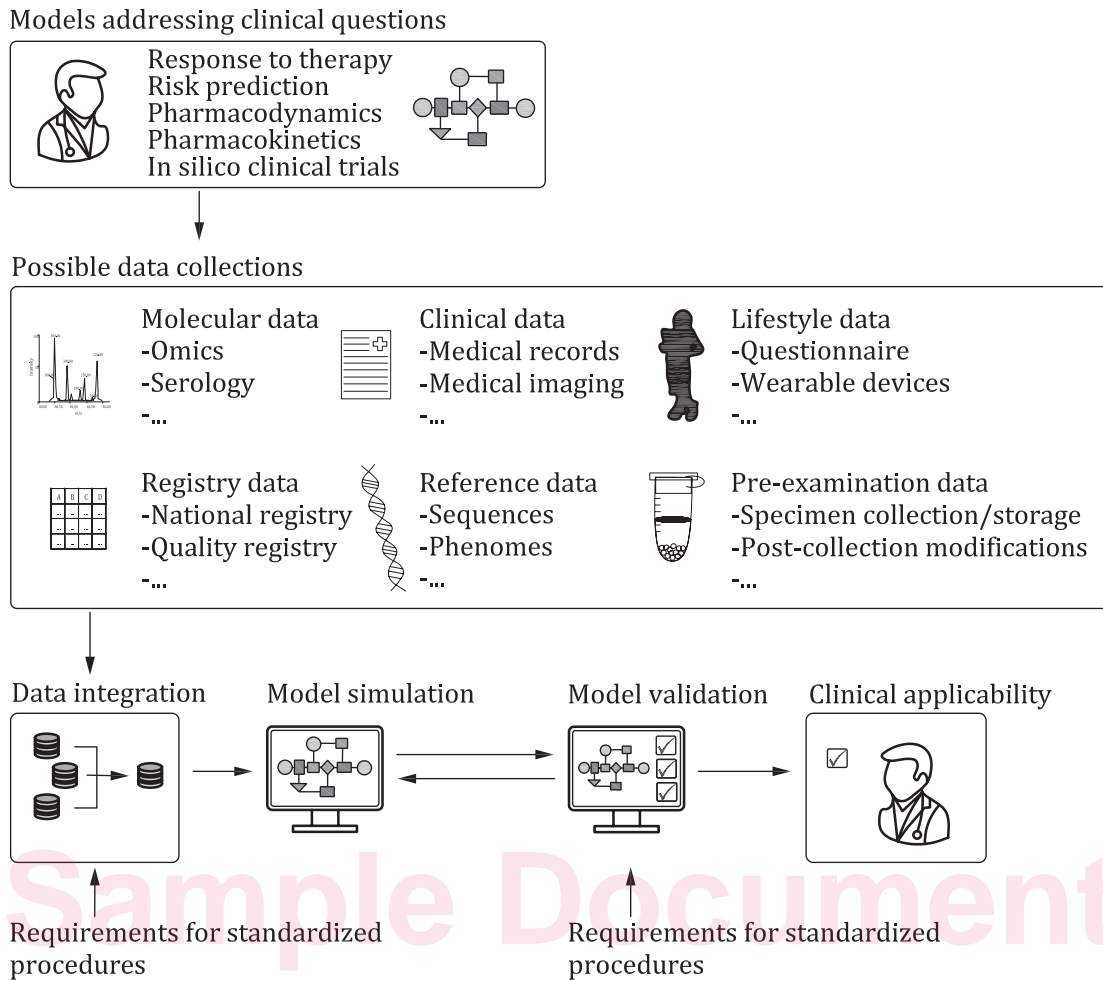 Models addressing clinical questions
Response to therapy
Risk prediction
Pharmacodynamics
Pharmacokinetics
In silico clinical trials
Possible data collections
Molecular data
-Omics
-Serology
-...
Clinical data
-Medical records
-Medical imaging
-...
Lifestyle data
-Questionnaire
-Wearable devices
-...
A B C D
Registry data
-National registry
-Quality registry
-...
Reference data
-Sequences
-Phenomes
-...
Pre-examination data
-Specimen collection/storage
-Post-collection modifications
-...
Data integration
Model simulation
Model validation
Clinical applicability
Sample Document
Requirements for standardized
procedures
Requirements for standardized
procedures